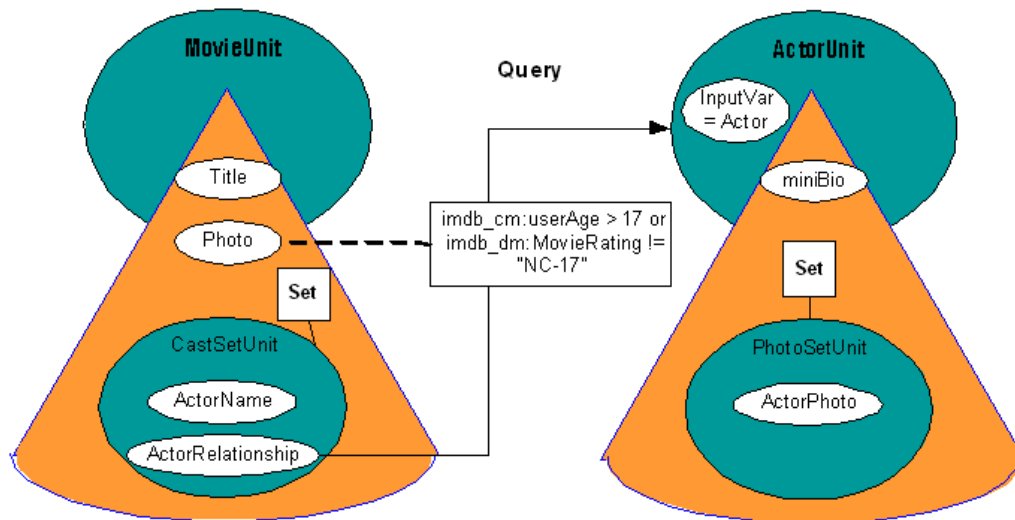 MovieUnit
Title
Photo
Set
CastSetUnit
ActorName
ActorRelationship
Query
imdb_cm:userAge > 17 or
imdb_dm:MovieRating !=
"NC-17"
ActorUnit
InputVar
= Actor
miniBio
Set
PhotoSetUnit
ActorPhoto